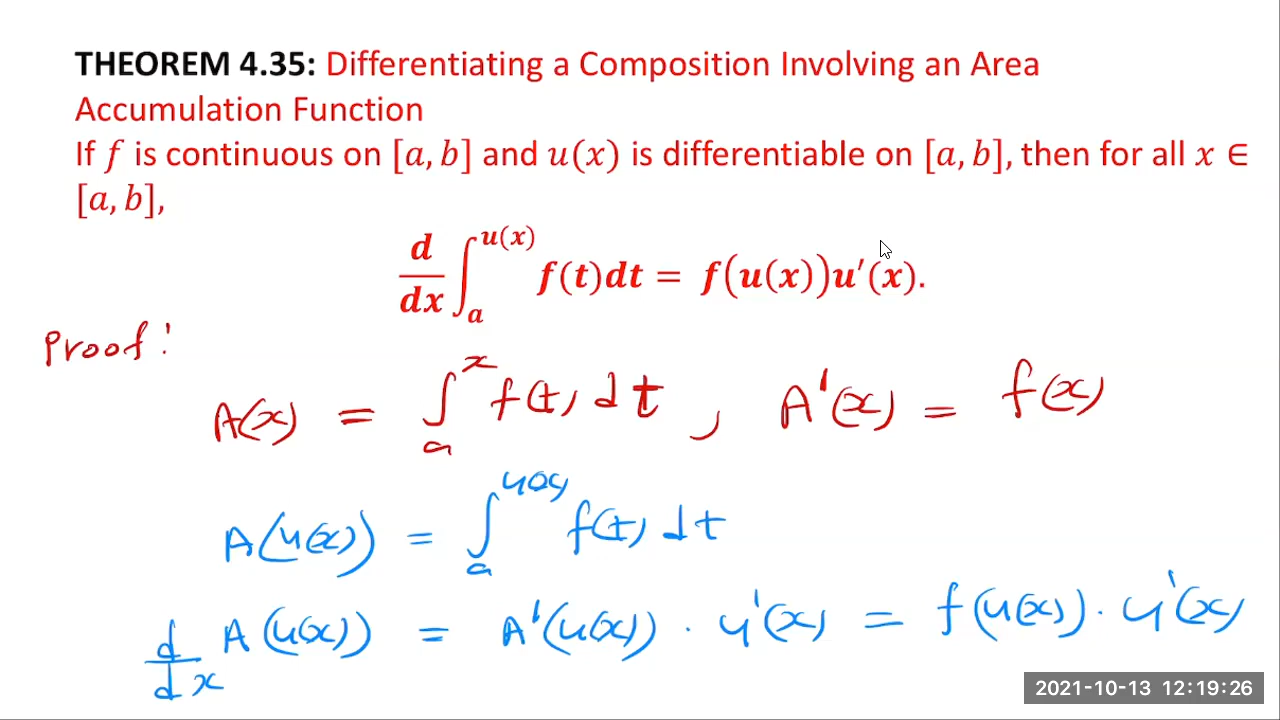 THEOREM 4.35: Differentiating a Composition Involving an Area
Accumulation Function
If f is continuous on [a, b] and u(x) is differentiable on [a, b], then for all x ∈
[a, b],
d/dx ∫_a^{u(x)} f(t)dt = f(u(x))u′(x).
Proof :
A(x) = ∫_a^x f(t) dt , A'(x) = f(x)
A(u(x)) = ∫_a^{u(x)} f(t) dt
d/dx A(u(x)) = A'(u(x)) · u'(x) = f(u(x)) · u'(x)
2021-10-13 12:19:26